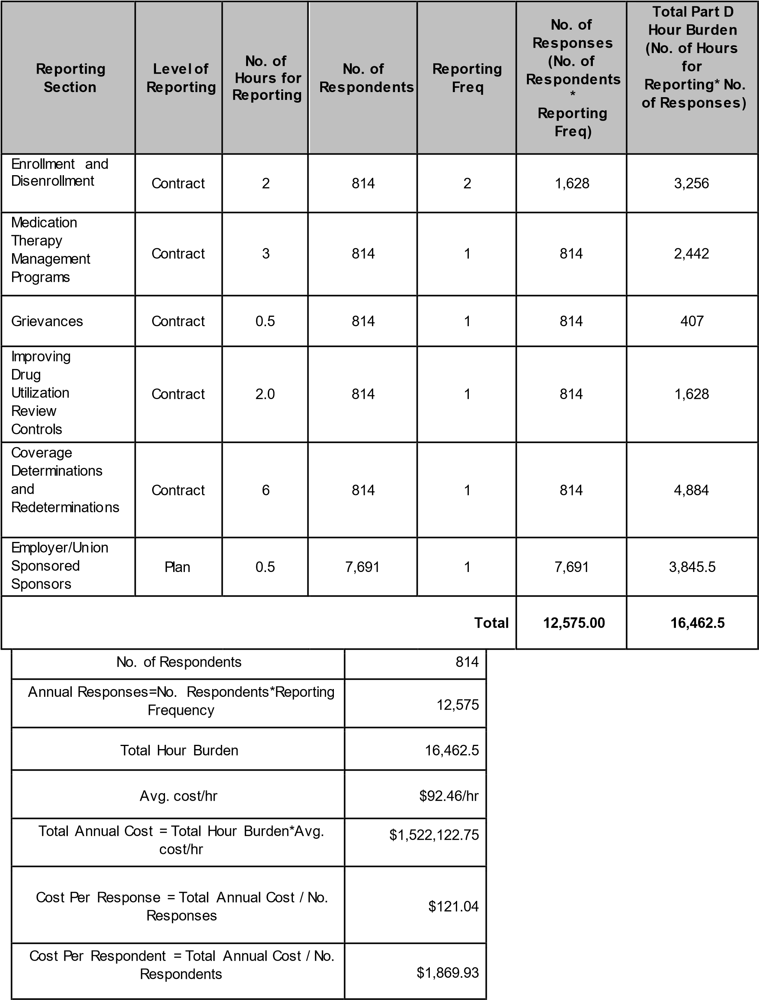 Reporting
Section
Level of
Reporting
No. of
Hours for
Reporting
No. of
Respondents
Reporting
Freq
No. of
Responses
(No. of
Respondents
*
Reporting
Freq)
Total Part D
Hour Burden
(No. of Hours
for
Reporting* No.
of Responses)
Enrollment and
Disenrollment
Contract
2
814
2
1,628
3,256
Medication
Therapy
Management
Programs
Contract
3
814
1
814
2,442
Grievances
Contract
0.5
814
1
814
407
Improving
Drug
Utilization
Review
Controls
Contract
2.0
814
1
814
1,628
Coverage
Determinations
and
Redeterminations
Contract
6
814
1
814
4,884
Employer/Union
Sponsored
Sponsors
Plan
0.5
7,691
1
7,691
3,845.5
Total
12,575.00
16,462.5
No. of Respondents
814
Annual Responses=No. Respondents*Reporting
Frequency
12,575
Total Hour Burden
16,462.5
Avg. cost/hr
$92.46/hr
Total Annual Cost = Total Hour Burden*Avg.
cost/hr
$1,522,122.75
Cost Per Response = Total Annual Cost / No.
Responses
$121.04
Cost Per Respondent = Total Annual Cost / No.
Respondents
$1,869.93